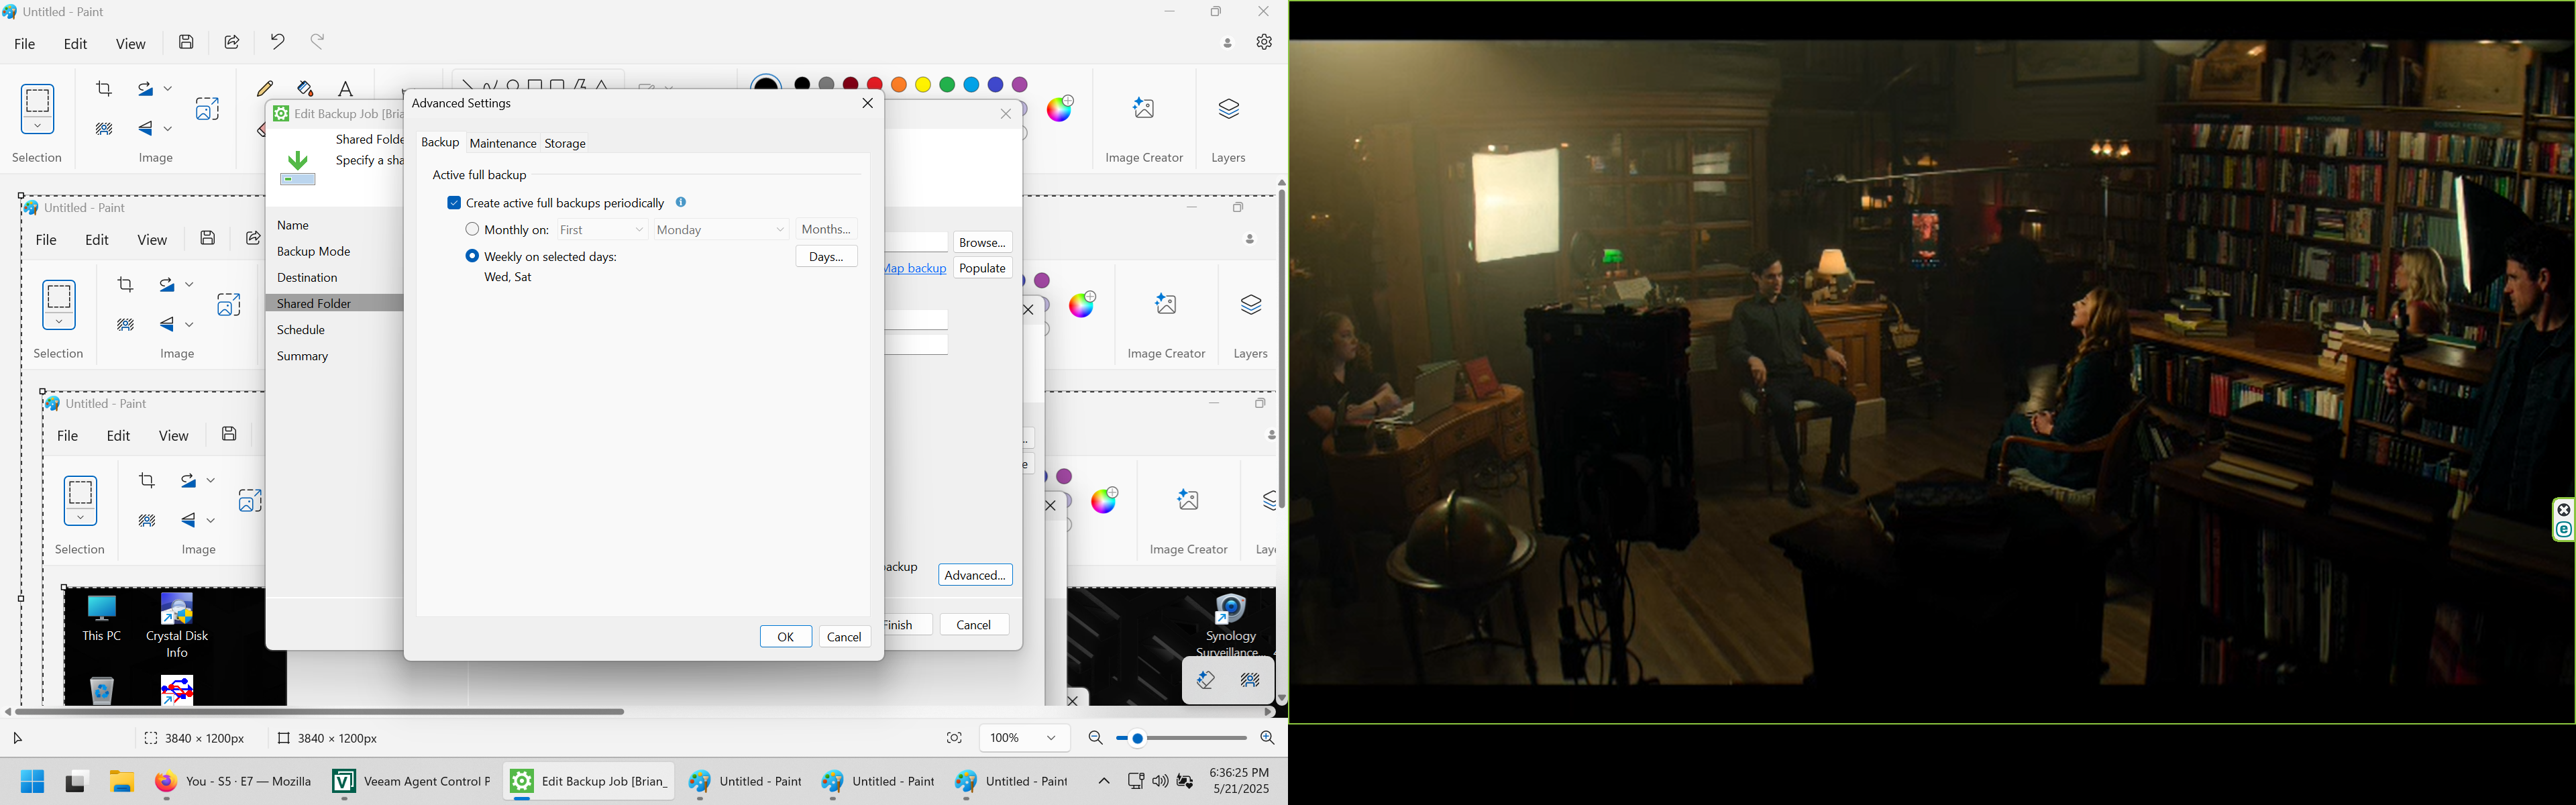 Untitled - Paint
File Edit View
Selection
Image
Image Creator
Layers
Edit Backup Job [Bria
Shared Folde
Specify a sha
Name
Backup Mode
Destination
Shared Folder
Schedule
Summary
Browse...
Map backup
Populate
ackup
Advanced...
Finish
Cancel
Advanced Settings
Backup Maintenance Storage
Active full backup
Create active full backups periodically
Monthly on: First Monday Months...
Weekly on selected days: Days...
Wed, Sat
OK Cancel
Untitled - Paint
File Edit View
Selection
Image
Image Creator
Layers
Untitled - Paint
File Edit View
Selection
Image
Image Creator
Laye
This PC
Crystal Disk
Info
Synology
Surveillance...
3840 × 1200px
3840 × 1200px
100%
You - S5 · E7 — Mozilla
Veeam Agent Control P
Edit Backup Job [Brian_
Untitled - Paint
Untitled - Paint
Untitled - Paint
6:36:25 PM
5/21/2025